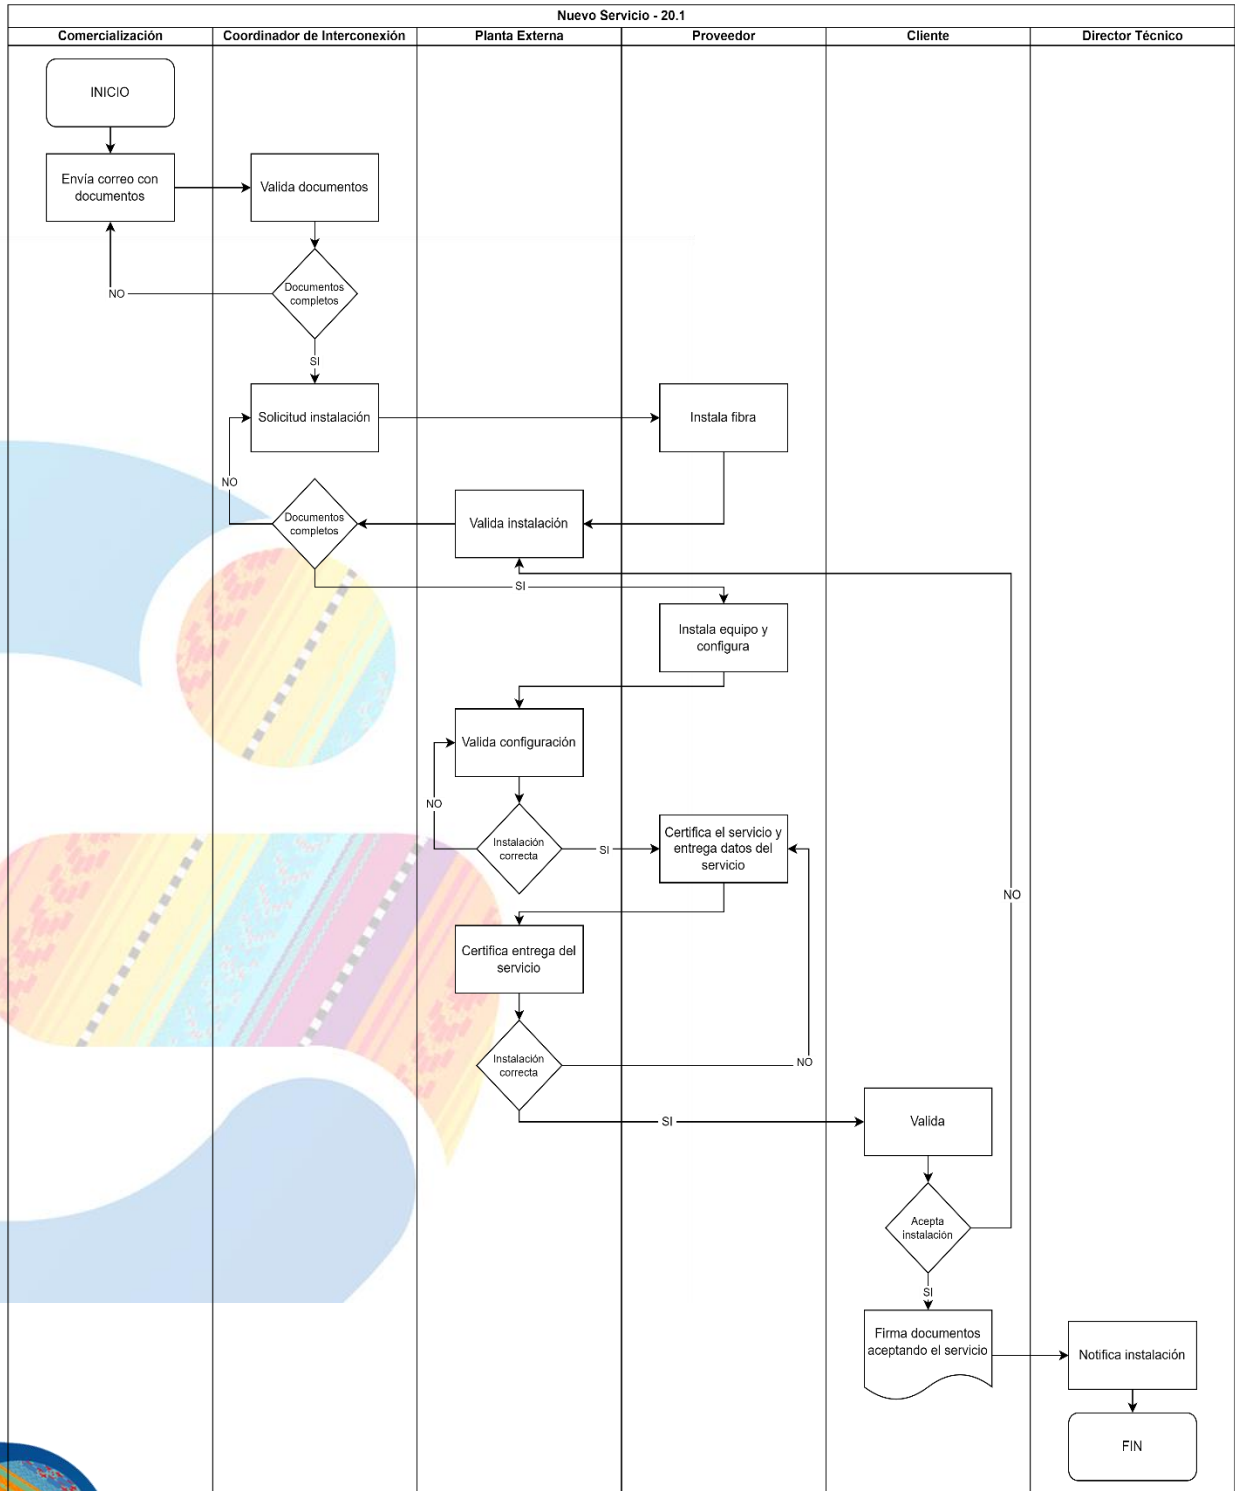 Nuevo Servicio - 20.1
Comercialización
Coordinador de Interconexión
Planta Externa
Proveedor
Cliente
Director Técnico
INICIO
Envía correo con
documentos
Valida documentos
Documentos
completos
NO
SI
Solicitud instalación
Instala fibra
NO
Documentos
completos
Valida instalación
SI
Instala equipo y
configura
Valida configuración
NO
Instalación
correcta
SI
Certifica el servicio y
entrega datos del
servicio
NO
Certifica entrega del
servicio
Instalación
correcta
NO
SI
Valida
Acepta
instalación
SI
Firma documentos
aceptando el servicio
Notifica instalación
FIN